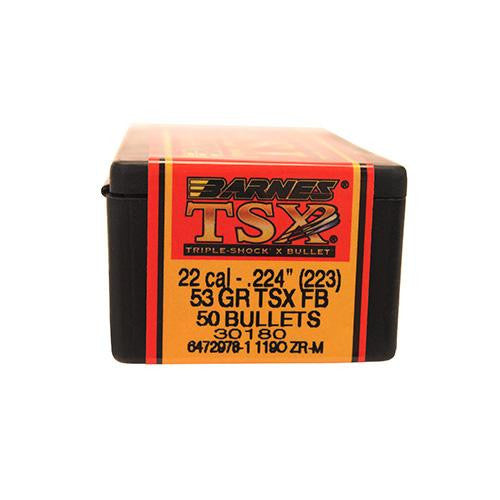 BARNES®
TSX®
TRIPLE-SHOCK® X BULLET
22 cal - .224" (223)
53 GR TSX FB
50 BULLETS
30180
6472978-1 119O ZR-M